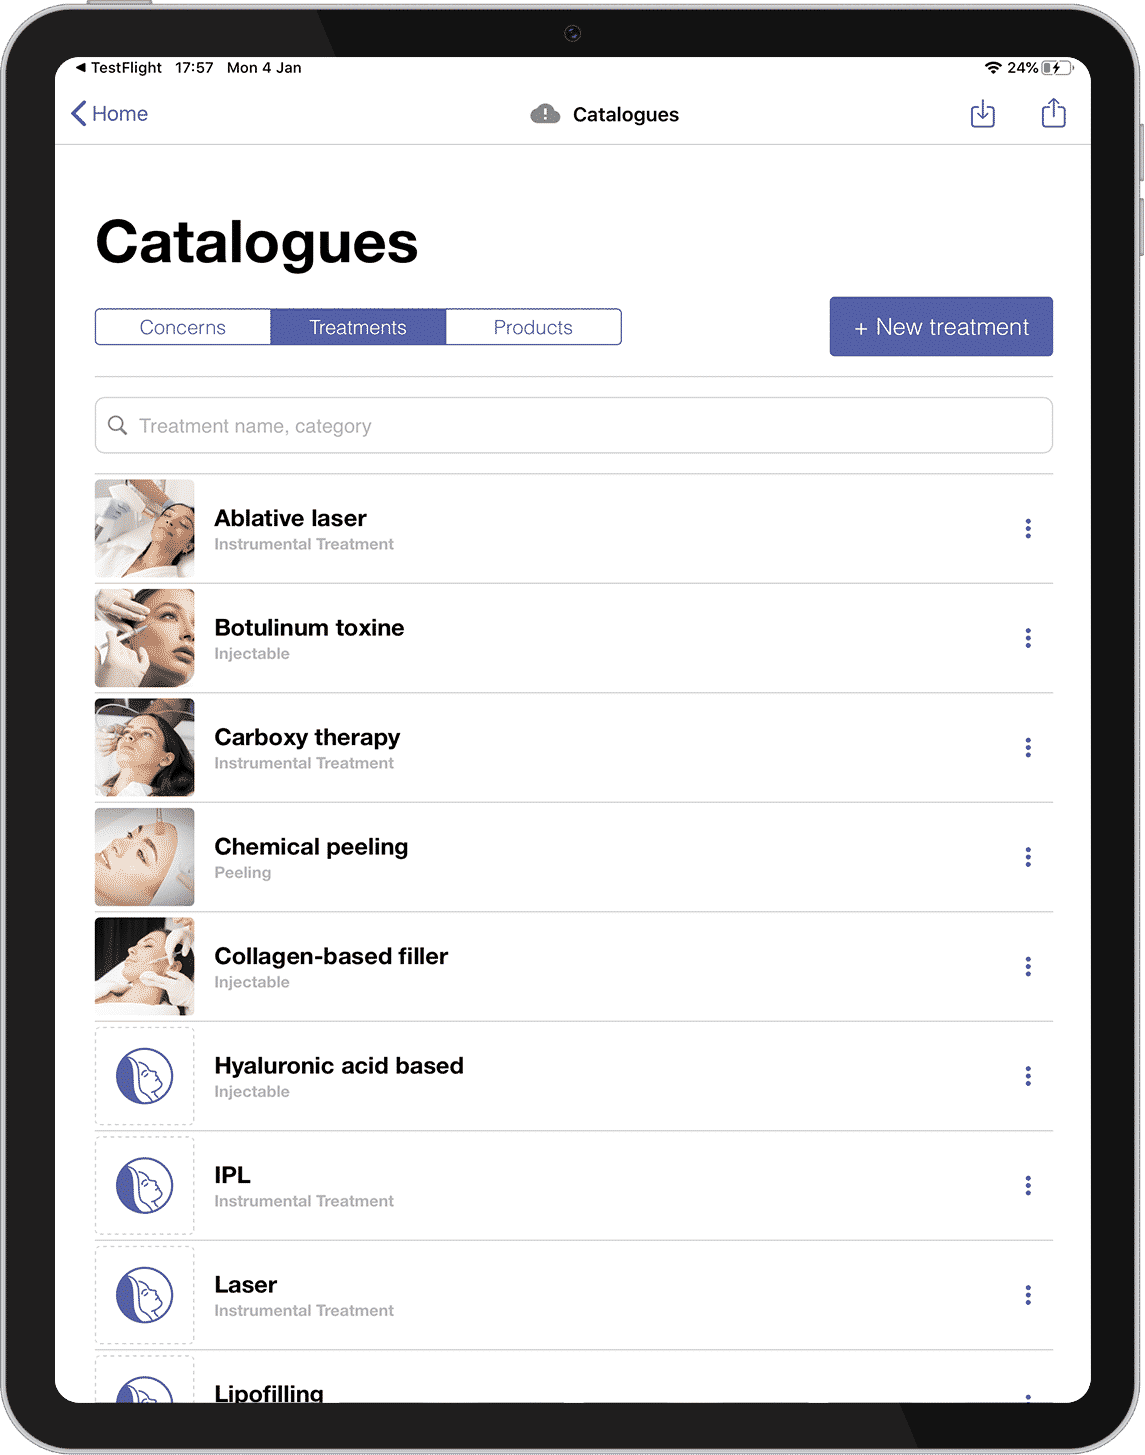 TestFlight 17:57 Mon 4 Jan 24%
Home Catalogues
Catalogues
Concerns Treatments Products + New treatment
Treatment name, category
Ablative laser
Instrumental Treatment
Botulinum toxine
Injectable
Carboxy therapy
Instrumental Treatment
Chemical peeling
Peeling
Collagen-based filler
Injectable
Hyaluronic acid based
Injectable
IPL
Instrumental Treatment
Laser
Instrumental Treatment
Lipofilling